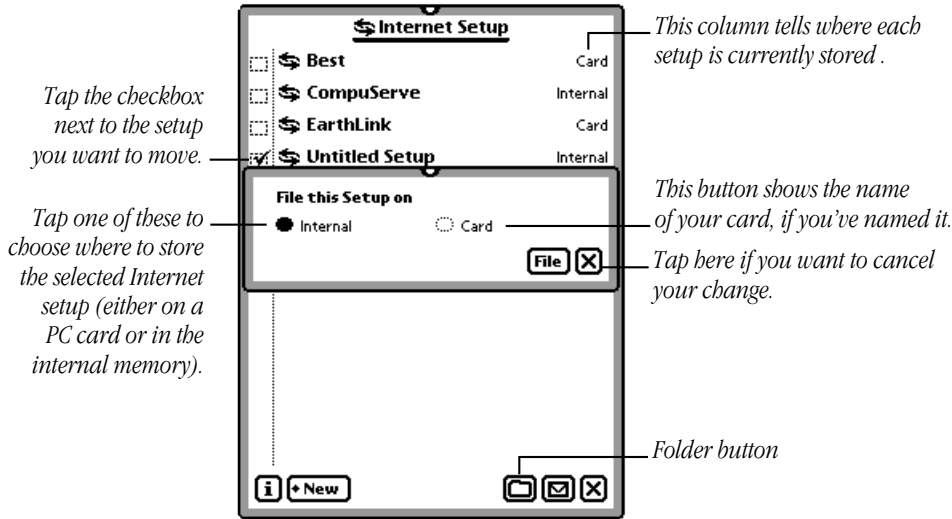 Internet Setup
Best Card
CompuServe Internal
EarthLink Card
Untitled Setup Internal
File this Setup on
Internal Card
File
i New
Tap the checkbox
next to the setup
you want to move.
Tap one of these to
choose where to store
the selected Internet
setup (either on a
PC card or in the
internal memory).
This column tells where each
setup is currently stored .
This button shows the name
of your card, if you’ve named it.
Tap here if you want to cancel
your change.
Folder button